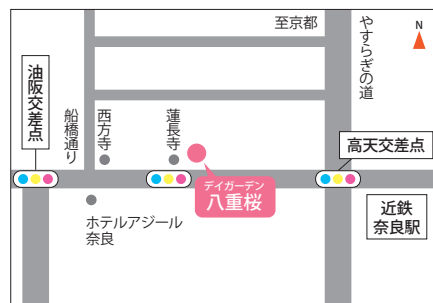 至京都
やすらぎの道
N
油阪交差点
船橋通り
西方寺
蓮長寺
高天交差点
デイガーデン
八重桜
近鉄
奈良駅
ホテルアジール
奈良